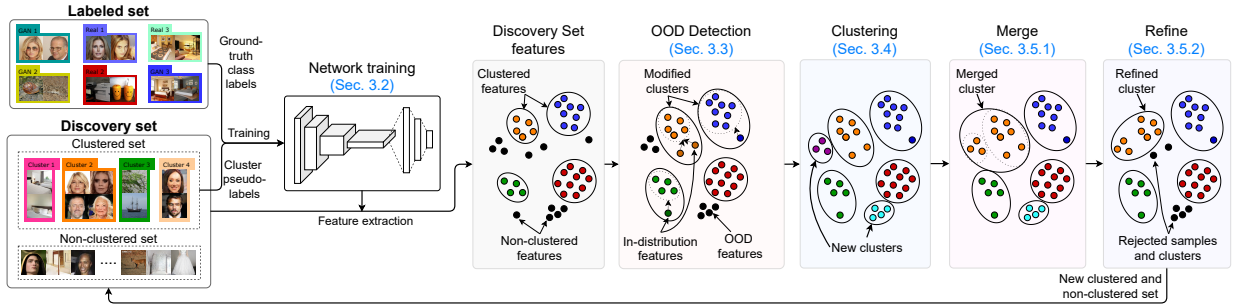 Labeled set
GAN 1
Real 1
Real 3
GAN 2
Real 2
GAN 3
Ground-
truth
class
labels
Discovery set
Clustered set
Cluster 1
Cluster 2
Cluster 3
Cluster 4
Non-clustered set
Training
Cluster
pseudo-
labels
Network training
(Sec. 3.2)
Feature extraction
Discovery Set
features
Clustered
features
Non-clustered
features
OOD Detection
(Sec. 3.3)
Modified
clusters
In-distribution
features
OOD
features
Clustering
(Sec. 3.4)
New clusters
Merge
(Sec. 3.5.1)
Merged
cluster
Refine
(Sec. 3.5.2)
Refined
cluster
Rejected samples
and clusters
New clustered and
non-clustered set